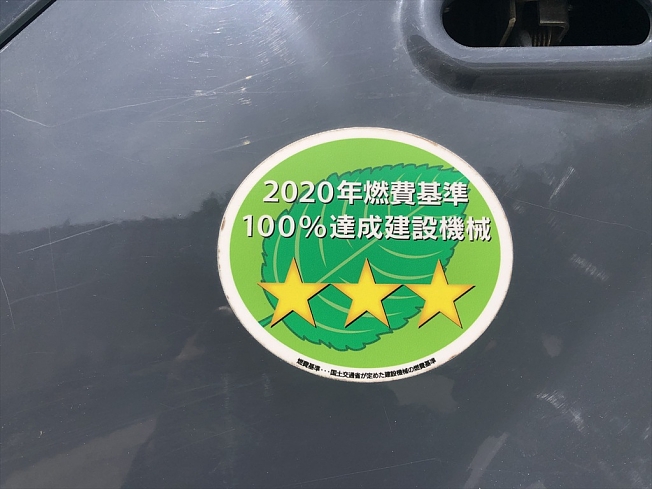 2020年燃費基準
100%達成建設機械
燃費基準・・・国土交通省が定めた建設機械の燃費基準